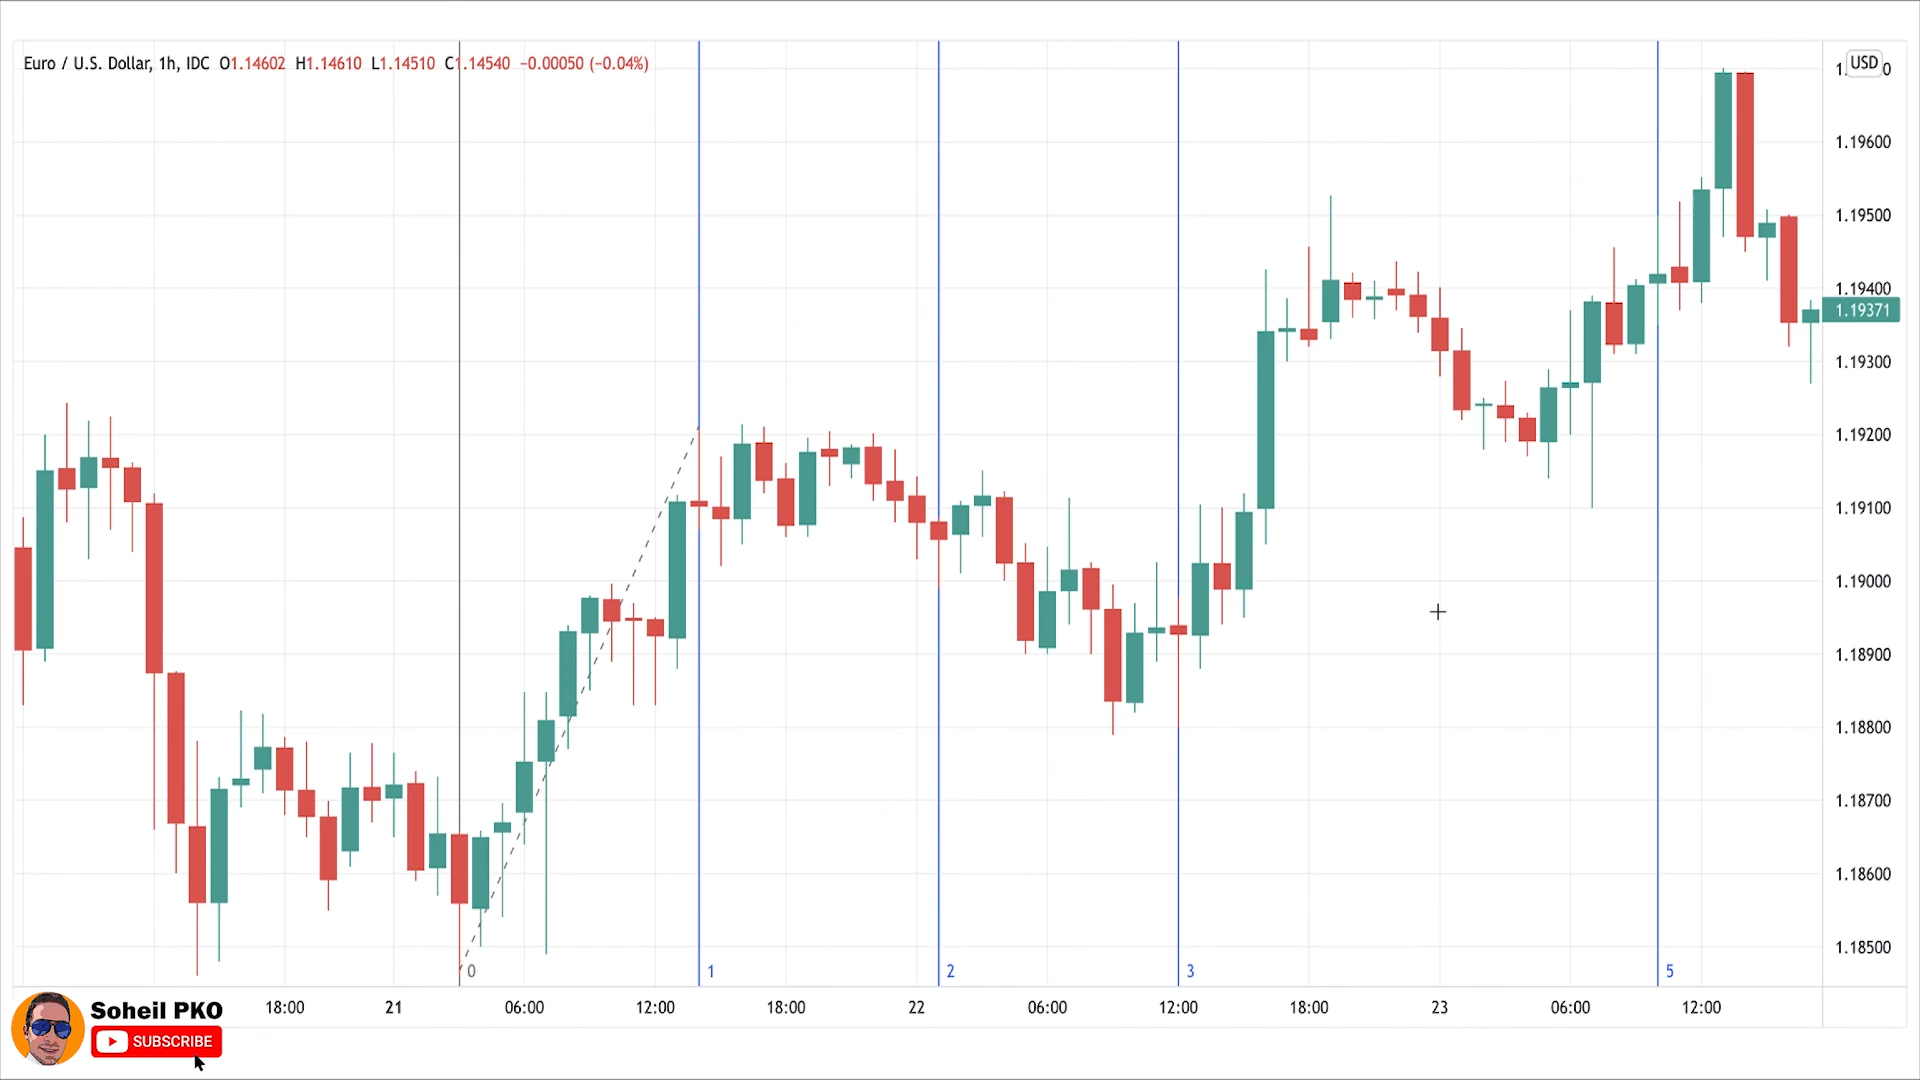 Euro / U.S. Dollar, 1h, IDC O1.14602 H1.14610 L1.14510 C1.14540 −0.00050 (−0.04%)
USD
1.19600
1.19500
1.19400
1.19371
1.19300
1.19200
1.19100
1.19000
1.18900
1.18800
1.18700
1.18600
1.18500
0 1 2 3 5
18:00 21 06:00 12:00 18:00 22 06:00 12:00 18:00 23 06:00 12:00
Soheil PKO
SUBSCRIBE